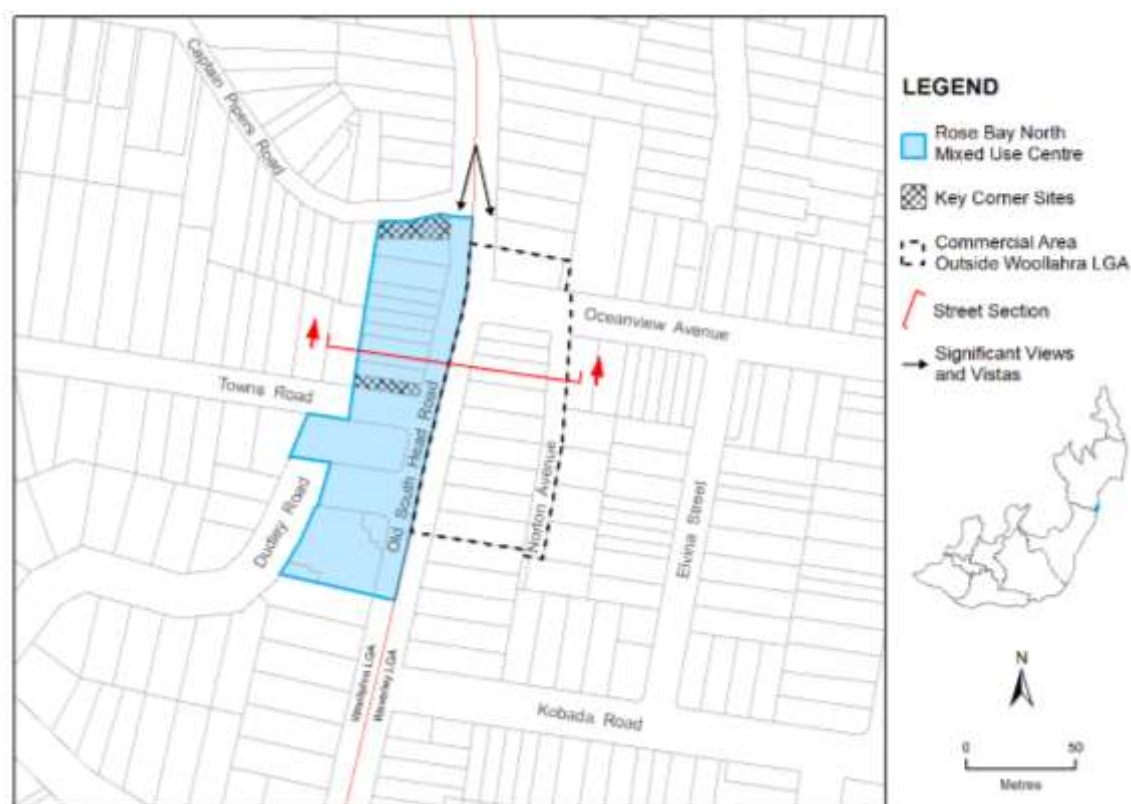 Captain Pipers Road
Oceanview Avenue
Towns Road
Old South Head Road
Norton Avenue
Elvina Street
Dudley Road
Woollahra LGA
Waverley LGA
Kobada Road
LEGEND
Rose Bay North
Mixed Use Centre
Key Corner Sites
Commercial Area
Outside Woollahra LGA
Street Section
Significant Views
and Vistas
N
0 50
Metres